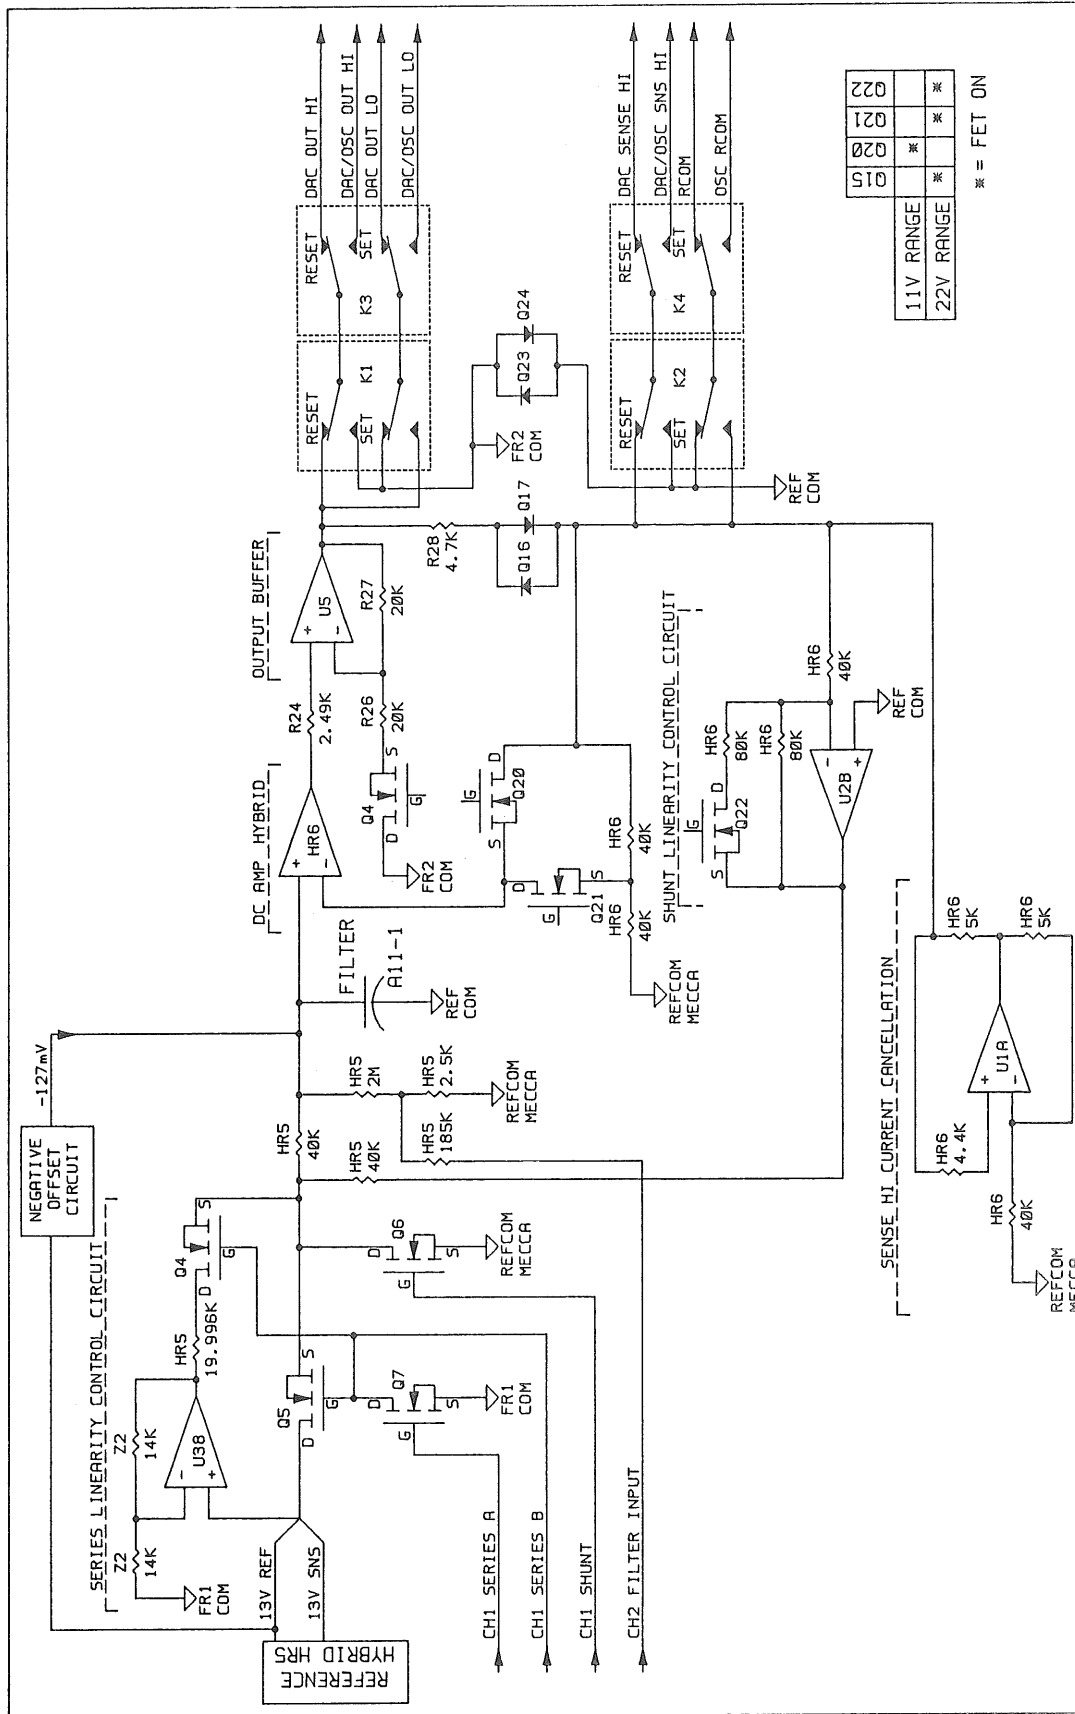 NEGATIVE
OFFSET
CIRCUIT
-127mV
SERIES LINEARITY CONTROL CIRCUIT
Z2
14K
Z2
14K
FR1
COM
U38
HR5
19.996K
Q4
D
S
G
REFERENCE
HYBRID HR5
13V REF
13V SNS
Q5
D
S
G
Q7
D
G
S
FR1
COM
Q6
D
G
S
REFCOM
MECCA
CH1 SERIES A
CH1 SERIES B
CH1 SHUNT
CH2 FILTER INPUT
HR5
40K
HR5
40K
HR5
2M
HR5
2.5K
HR5
185K
REFCOM
MECCA
FILTER
A11-1
REF
COM
DC AMP HYBRID
+
-
HR6
R24
2.49K
OUTPUT BUFFER
+
-
U5
R26
20K
R27
20K
Q4
D
S
G
FR2
COM
R28
4.7K
Q16
Q17
Q20
G
D
S
Q21
G
D
S
HR6
40K
HR6
40K
REFCOM
MECCA
SHUNT LINEARITY CONTROL CIRCUIT
Q22
G
D
S
HR6
80K
HR6
80K
HR6
40K
U2B
-
+
REF
COM
SENSE HI CURRENT CANCELLATION
HR6
5K
HR6
5K
U1A
+
-
HR6
4.4K
HR6
40K
REFCOM
MECCA
RESET
K1
SET
RESET
K3
SET
DAC OUT HI
DAC/OSC OUT HI
DAC OUT LO
DAC/OSC OUT LO
FR2
COM
Q23
Q24
RESET
K2
SET
RESET
K4
SET
DAC SENSE HI
DAC/OSC SNS HI
RCOM
OSC RCOM
REF
COM
Q15 Q20 Q21 Q22
11V RANGE *
22V RANGE * * *
* = FET ON